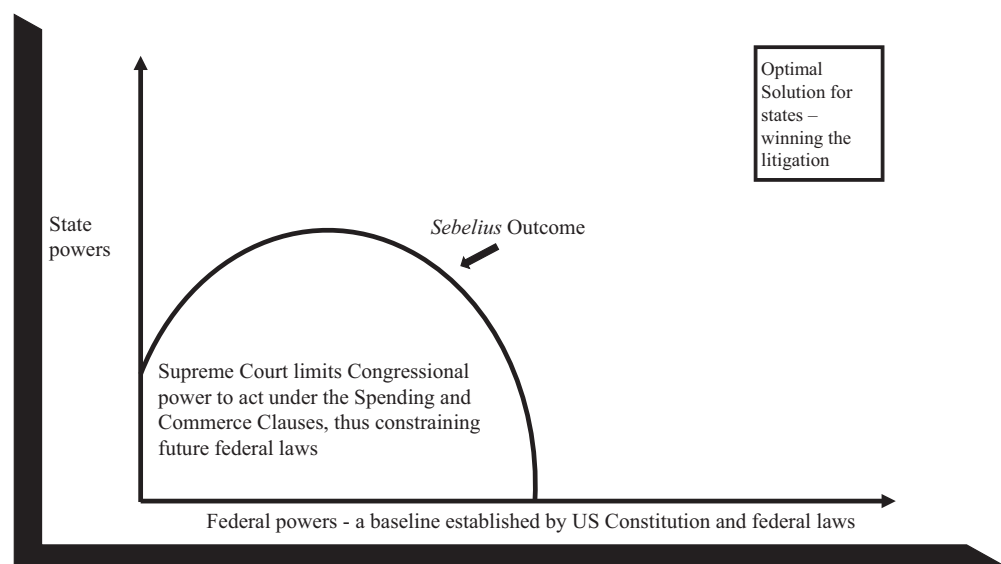 Optimal
Solution for
states –
winning the
litigation
State
powers
Sebelius Outcome
Supreme Court limits Congressional
power to act under the Spending and
Commerce Clauses, thus constraining
future federal laws
Federal powers - a baseline established by US Constitution and federal laws